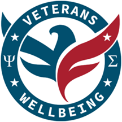 VETERANS
Ψ Σ
WELLBEING